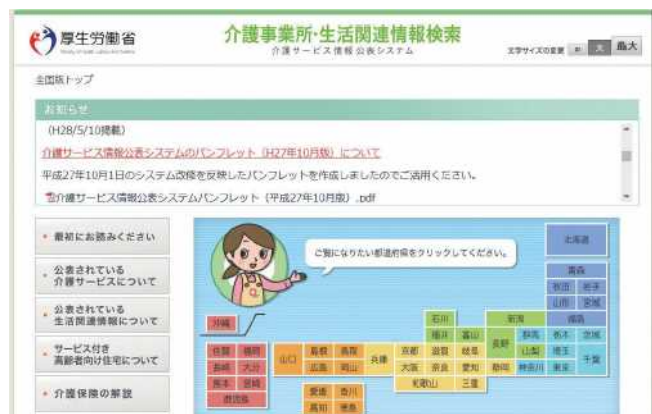 厚生労働省
介護事業所·生活関連情報検索
介護サービス情報公表システム
文字サイズの変更 大 最大
全国版トップ
お知らせ
(H28/5/10掲載)
介護サービス情報公表システムのパンフレット(H27年10月版)について
平成27年10月1日のシステム改修を反映したパンフレットを作成しましたのでご活用ください。
介護サービス情報公表システムパンフレット(平成27年10月版).pdf
最初にお読みください
公表されている
介護サービスについて
公表されている
生活関連情報について
サービス付き
高齢者向け住宅について
介護保険の解説
ご覧になりたい都道府県をクリックしてください。
北海道
青森
秋田 岩手
山形 宮城
沖縄 石川 新潟 福島
福井 富山 長野 群馬 栃木 茨城
佐賀 福岡 山口 島根 鳥取 兵庫 京都 滋賀 岐阜 山梨 埼玉 千葉
長崎 大分 広島 岡山 大阪 奈良 愛知 静岡 神奈川 東京
熊本 宮崎 和歌山 三重
鹿児島 愛媛 香川
高知 徳島